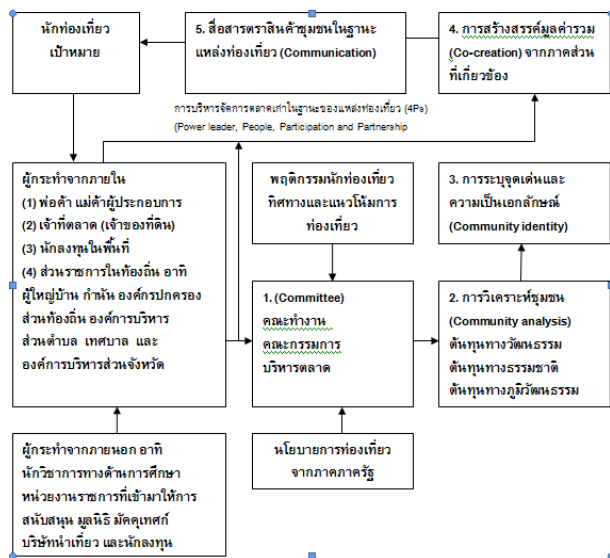 นักท่องเที่ยว
เป้าหมาย
5. สื่อสารตราสินค้าชุมชนในฐานะ
แหล่งท่องเที่ยว (Communication)
4. การสร้างสรรค์มูลค่ารวม
(Co-creation) จากภาคส่วน
ที่เกี่ยวข้อง
การบริหารจัดการตลาดเก่าในฐานะของแหล่งท่องเที่ยว (4Ps)
(Power leader, People, Participation and Partnership
ผู้กระทำจากภายใน
(1) พ่อค้า แม่ค้าผู้ประกอบการ
(2) เจ้าที่ตลาด (เจ้าของที่ดิน)
(3) นักลงทุนในพื้นที่
(4) ส่วนราชการในท้องถิ่น อาทิ
ผู้ใหญ่บ้าน กำนัน องค์กรปกครอง
ส่วนท้องถิ่น องค์การบริหาร
ส่วนตำบล เทศบาล และ
องค์การบริหารส่วนจังหวัด
พฤติกรรมนักท่องเที่ยว
ทิศทางและแนวโน้มการ
ท่องเที่ยว
3. การระบุจุดเด่นและ
ความเป็นเอกลักษณ์
(Community identity)
1. (Committee)
คณะทำงาน
คณะกรรมการ
บริหารตลาด
2. การวิเคราะห์ชุมชน
(Community analysis)
ต้นทุนทางวัฒนธรรม
ต้นทุนทางธรรมชาติ
ต้นทุนทางภูมิวัฒนธรรม
ผู้กระทำจากภายนอก อาทิ
นักวิชาการทางด้านการศึกษา
หน่วยงานราชการที่เข้ามาให้การ
สนับสนุน มูลนิธิ มัคคุเทศก์
บริษัทนำเที่ยว และนักลงทุน
นโยบายการท่องเที่ยว
จากภาคภาครัฐ